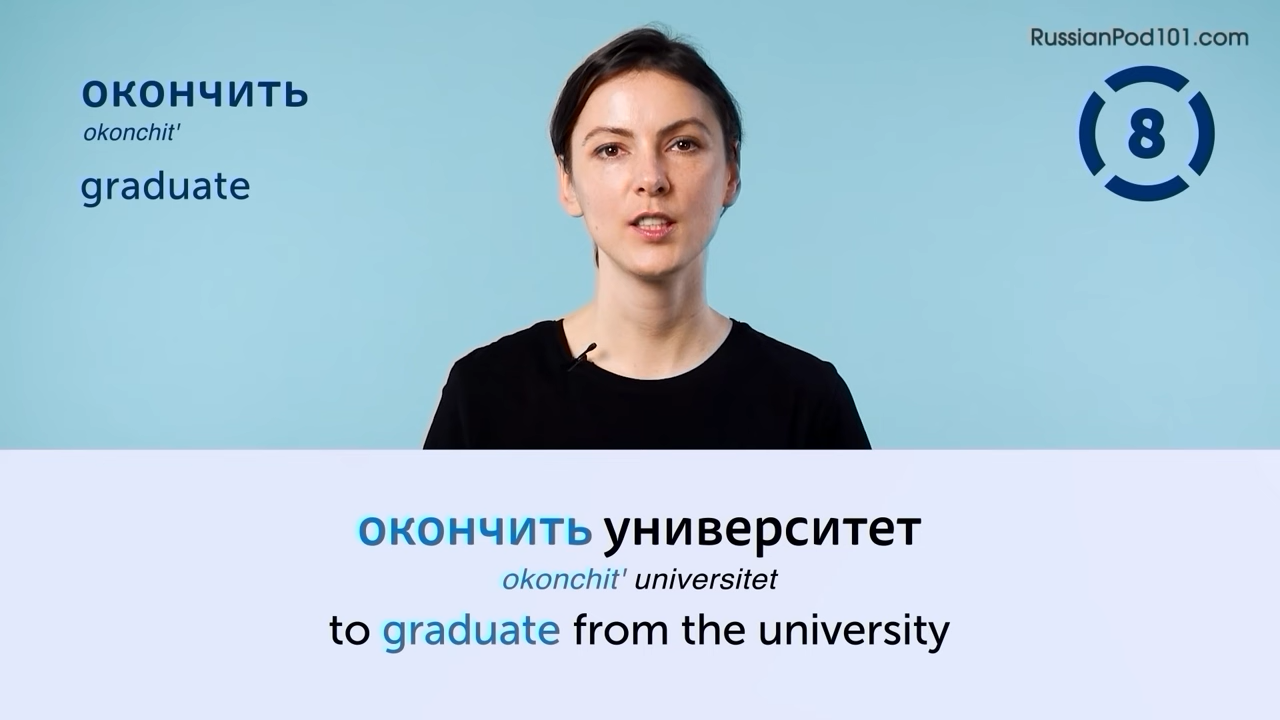 RussianPod101.com
окончить
okonchit'
graduate
8
окончить университет
okonchit' universitet
to graduate from the university